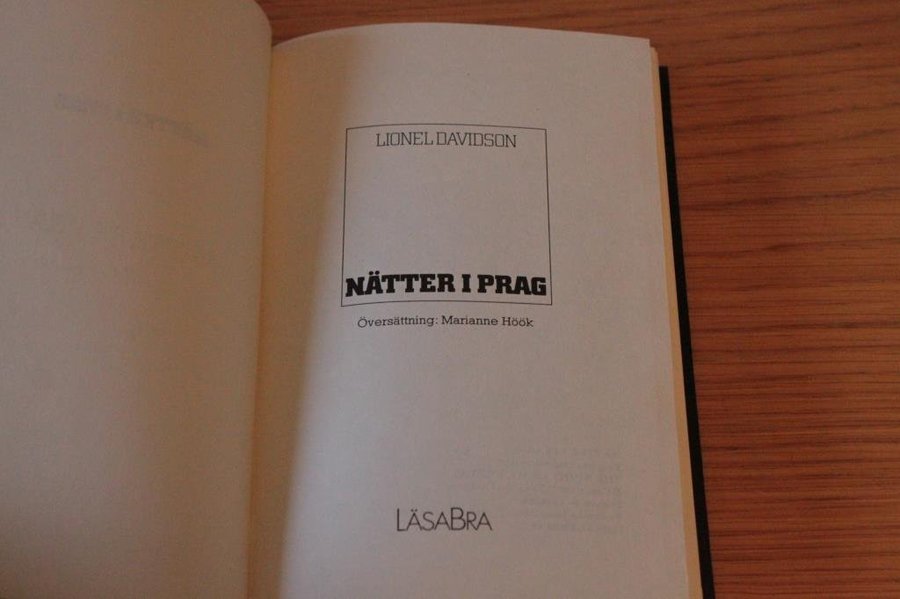 LIONEL DAVIDSON
NÄTTER I PRAG
Översättning: Marianne Höök
LÄSABRA